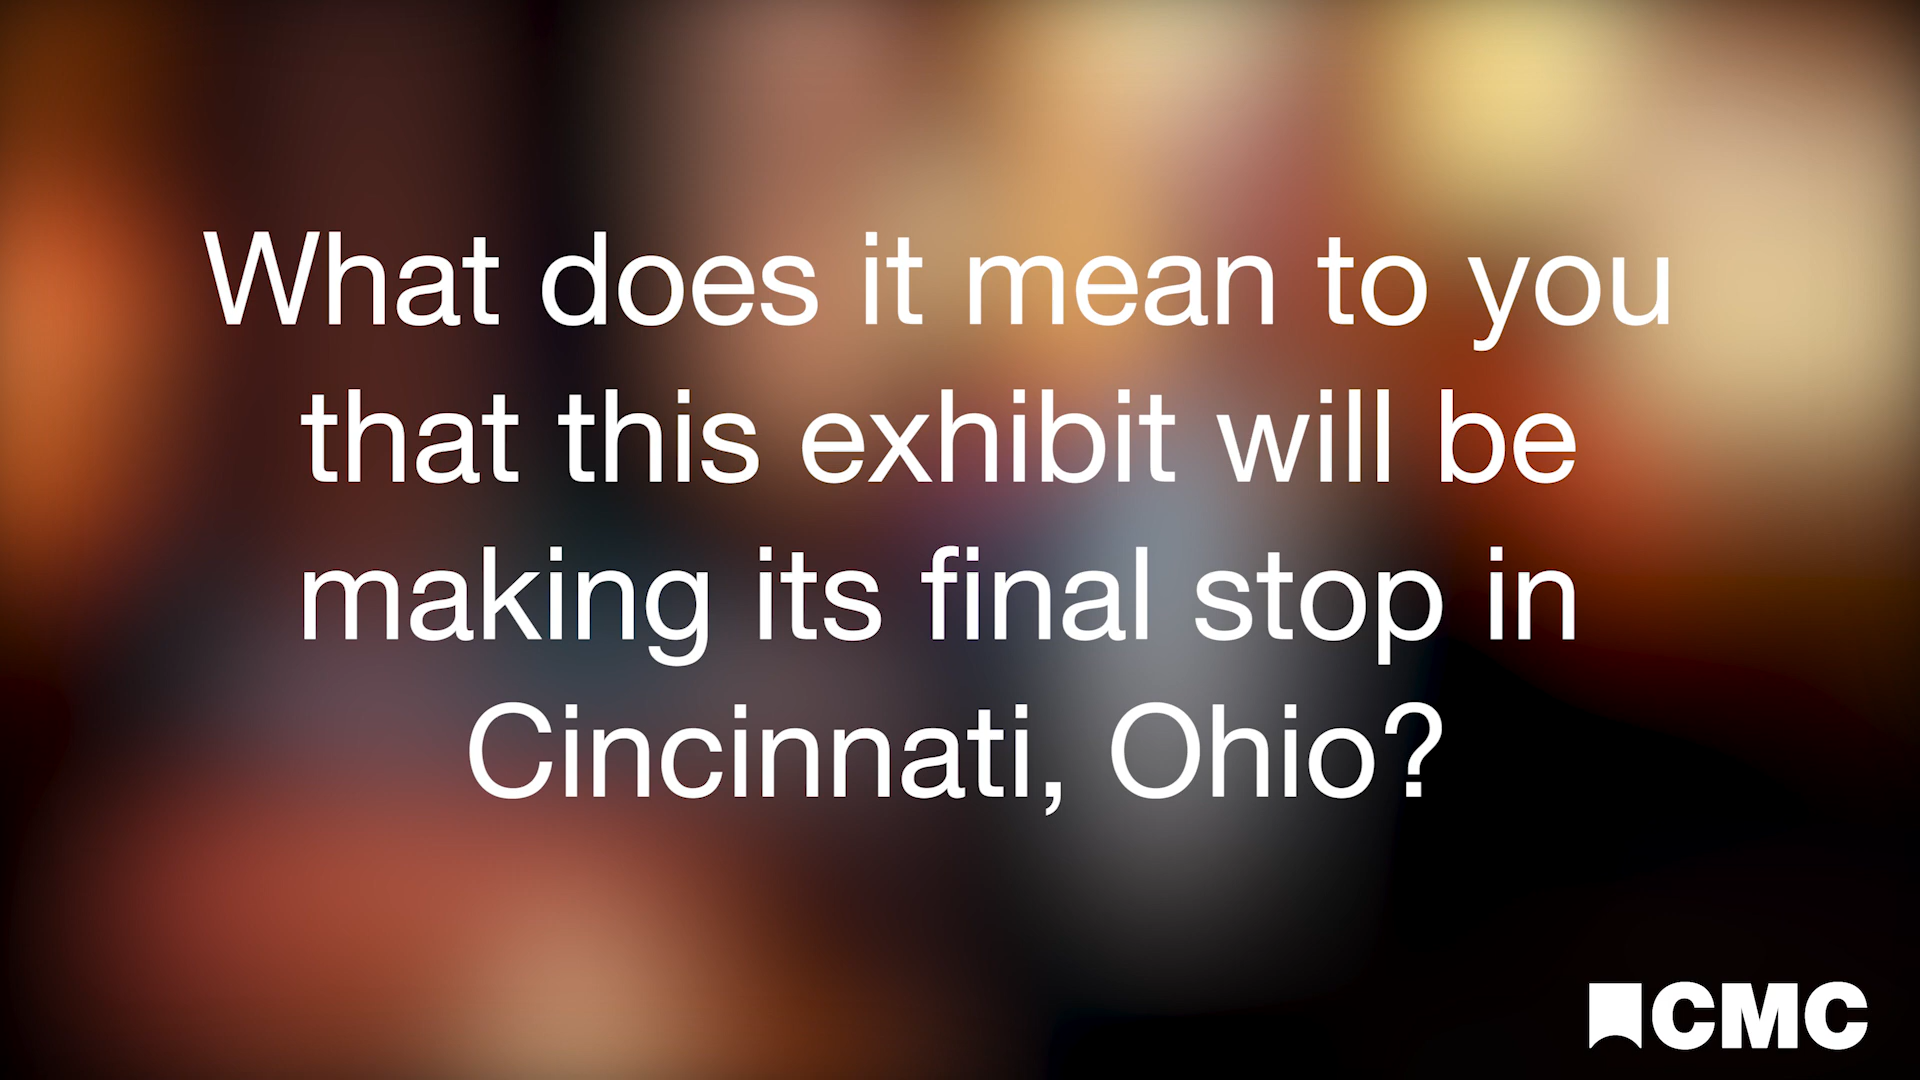 What does it mean to you
that this exhibit will be
making its final stop in
Cincinnati, Ohio?
CMC